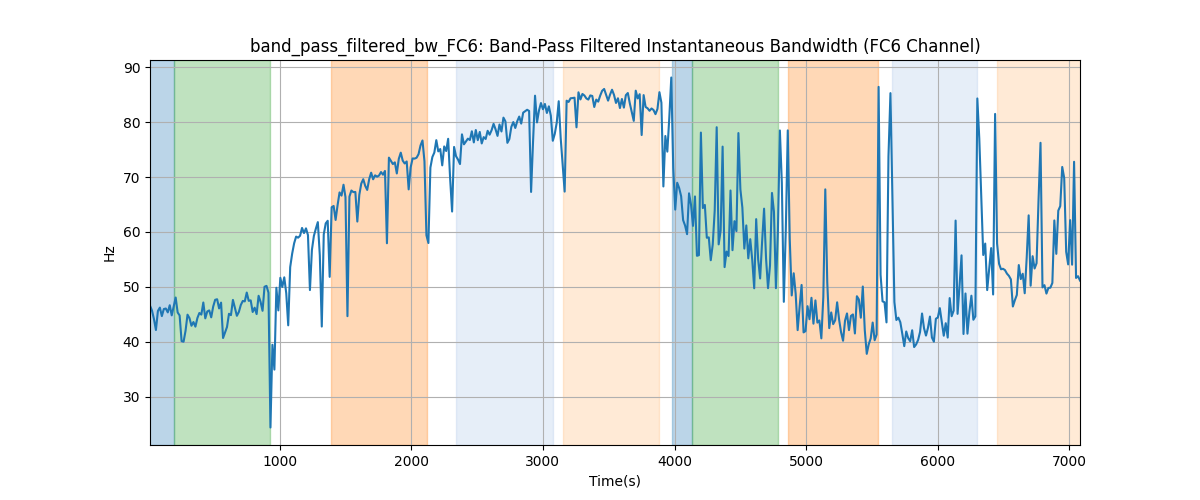 band_pass_filtered_bw_FC6: Band-Pass Filtered Instantaneous Bandwidth (FC6 Channel)
90
80
70
60
50
40
30
Hz
1000 2000 3000 4000 5000 6000 7000
Time(s)